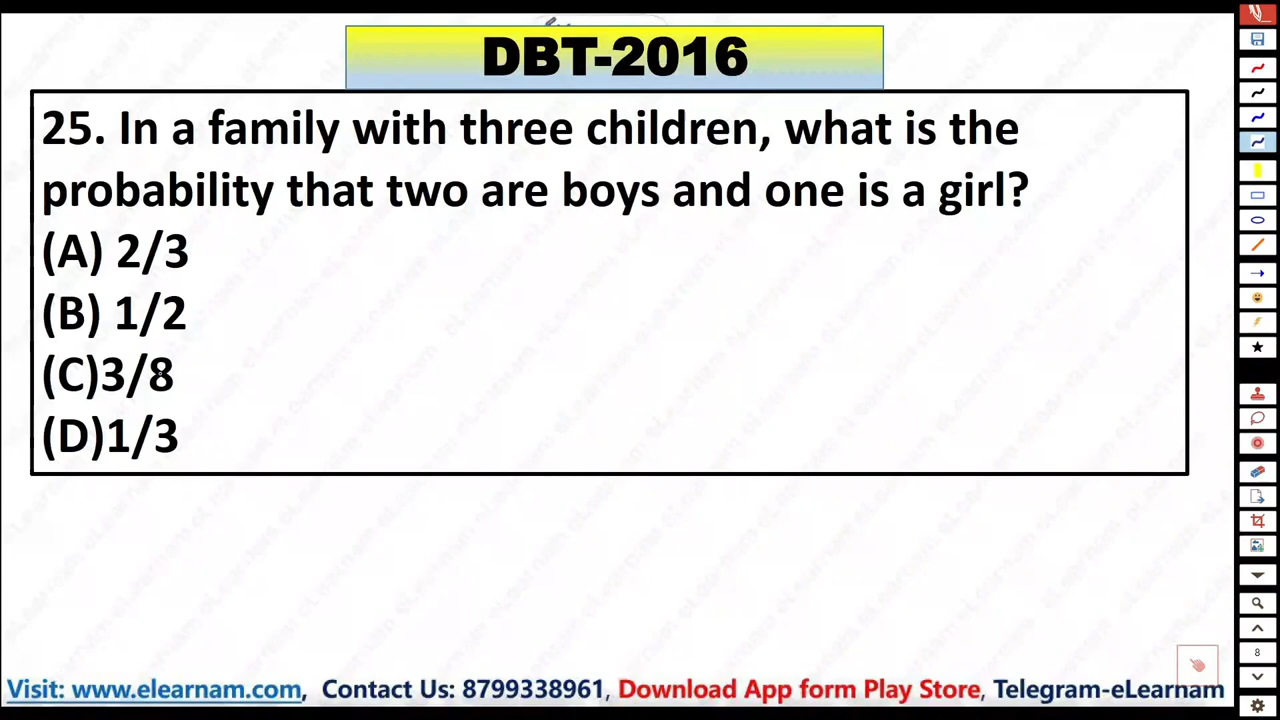 DBT-2016
25. In a family with three children, what is the
probability that two are boys and one is a girl?
(A) 2/3
(B) 1/2
(C)3/8
(D)1/3
8
Visit: www.elearnam.com, Contact Us: 8799338961, Download App form Play Store, Telegram-eLearnam